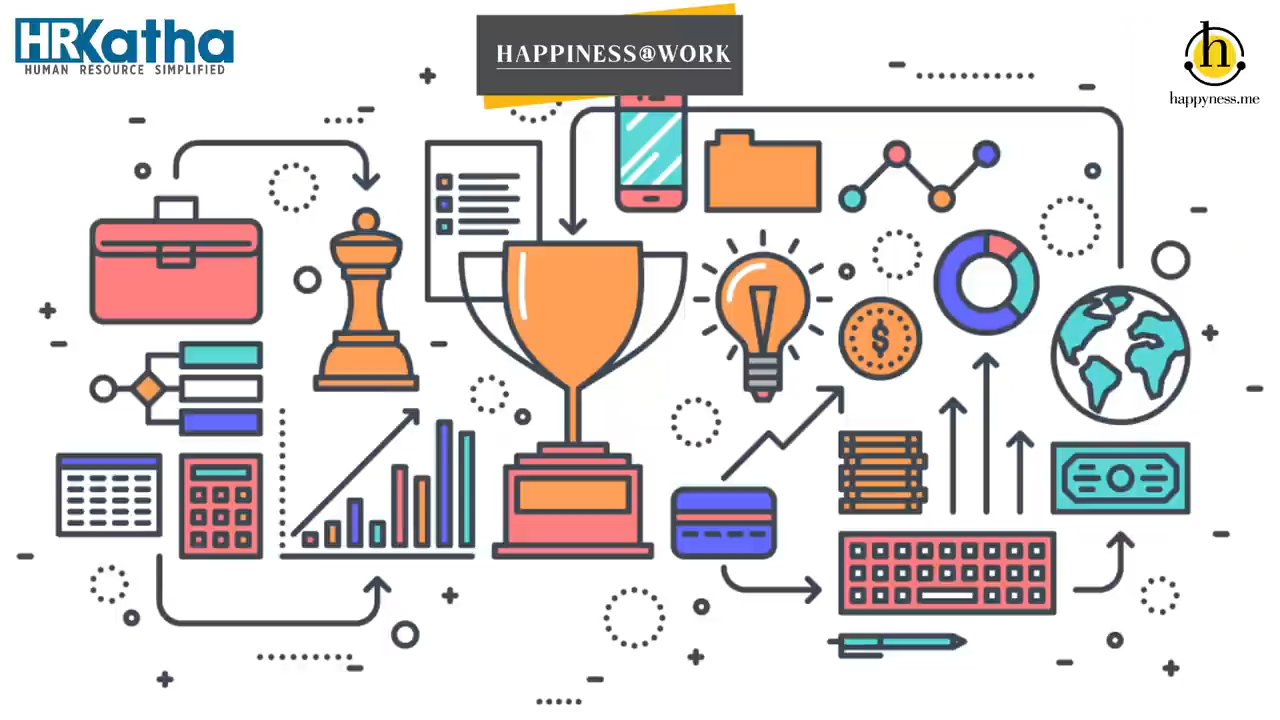 HRKatha
HUMAN RESOURCE SIMPLIFIED
HAPPINESS@WORK
h
happyness.me
$